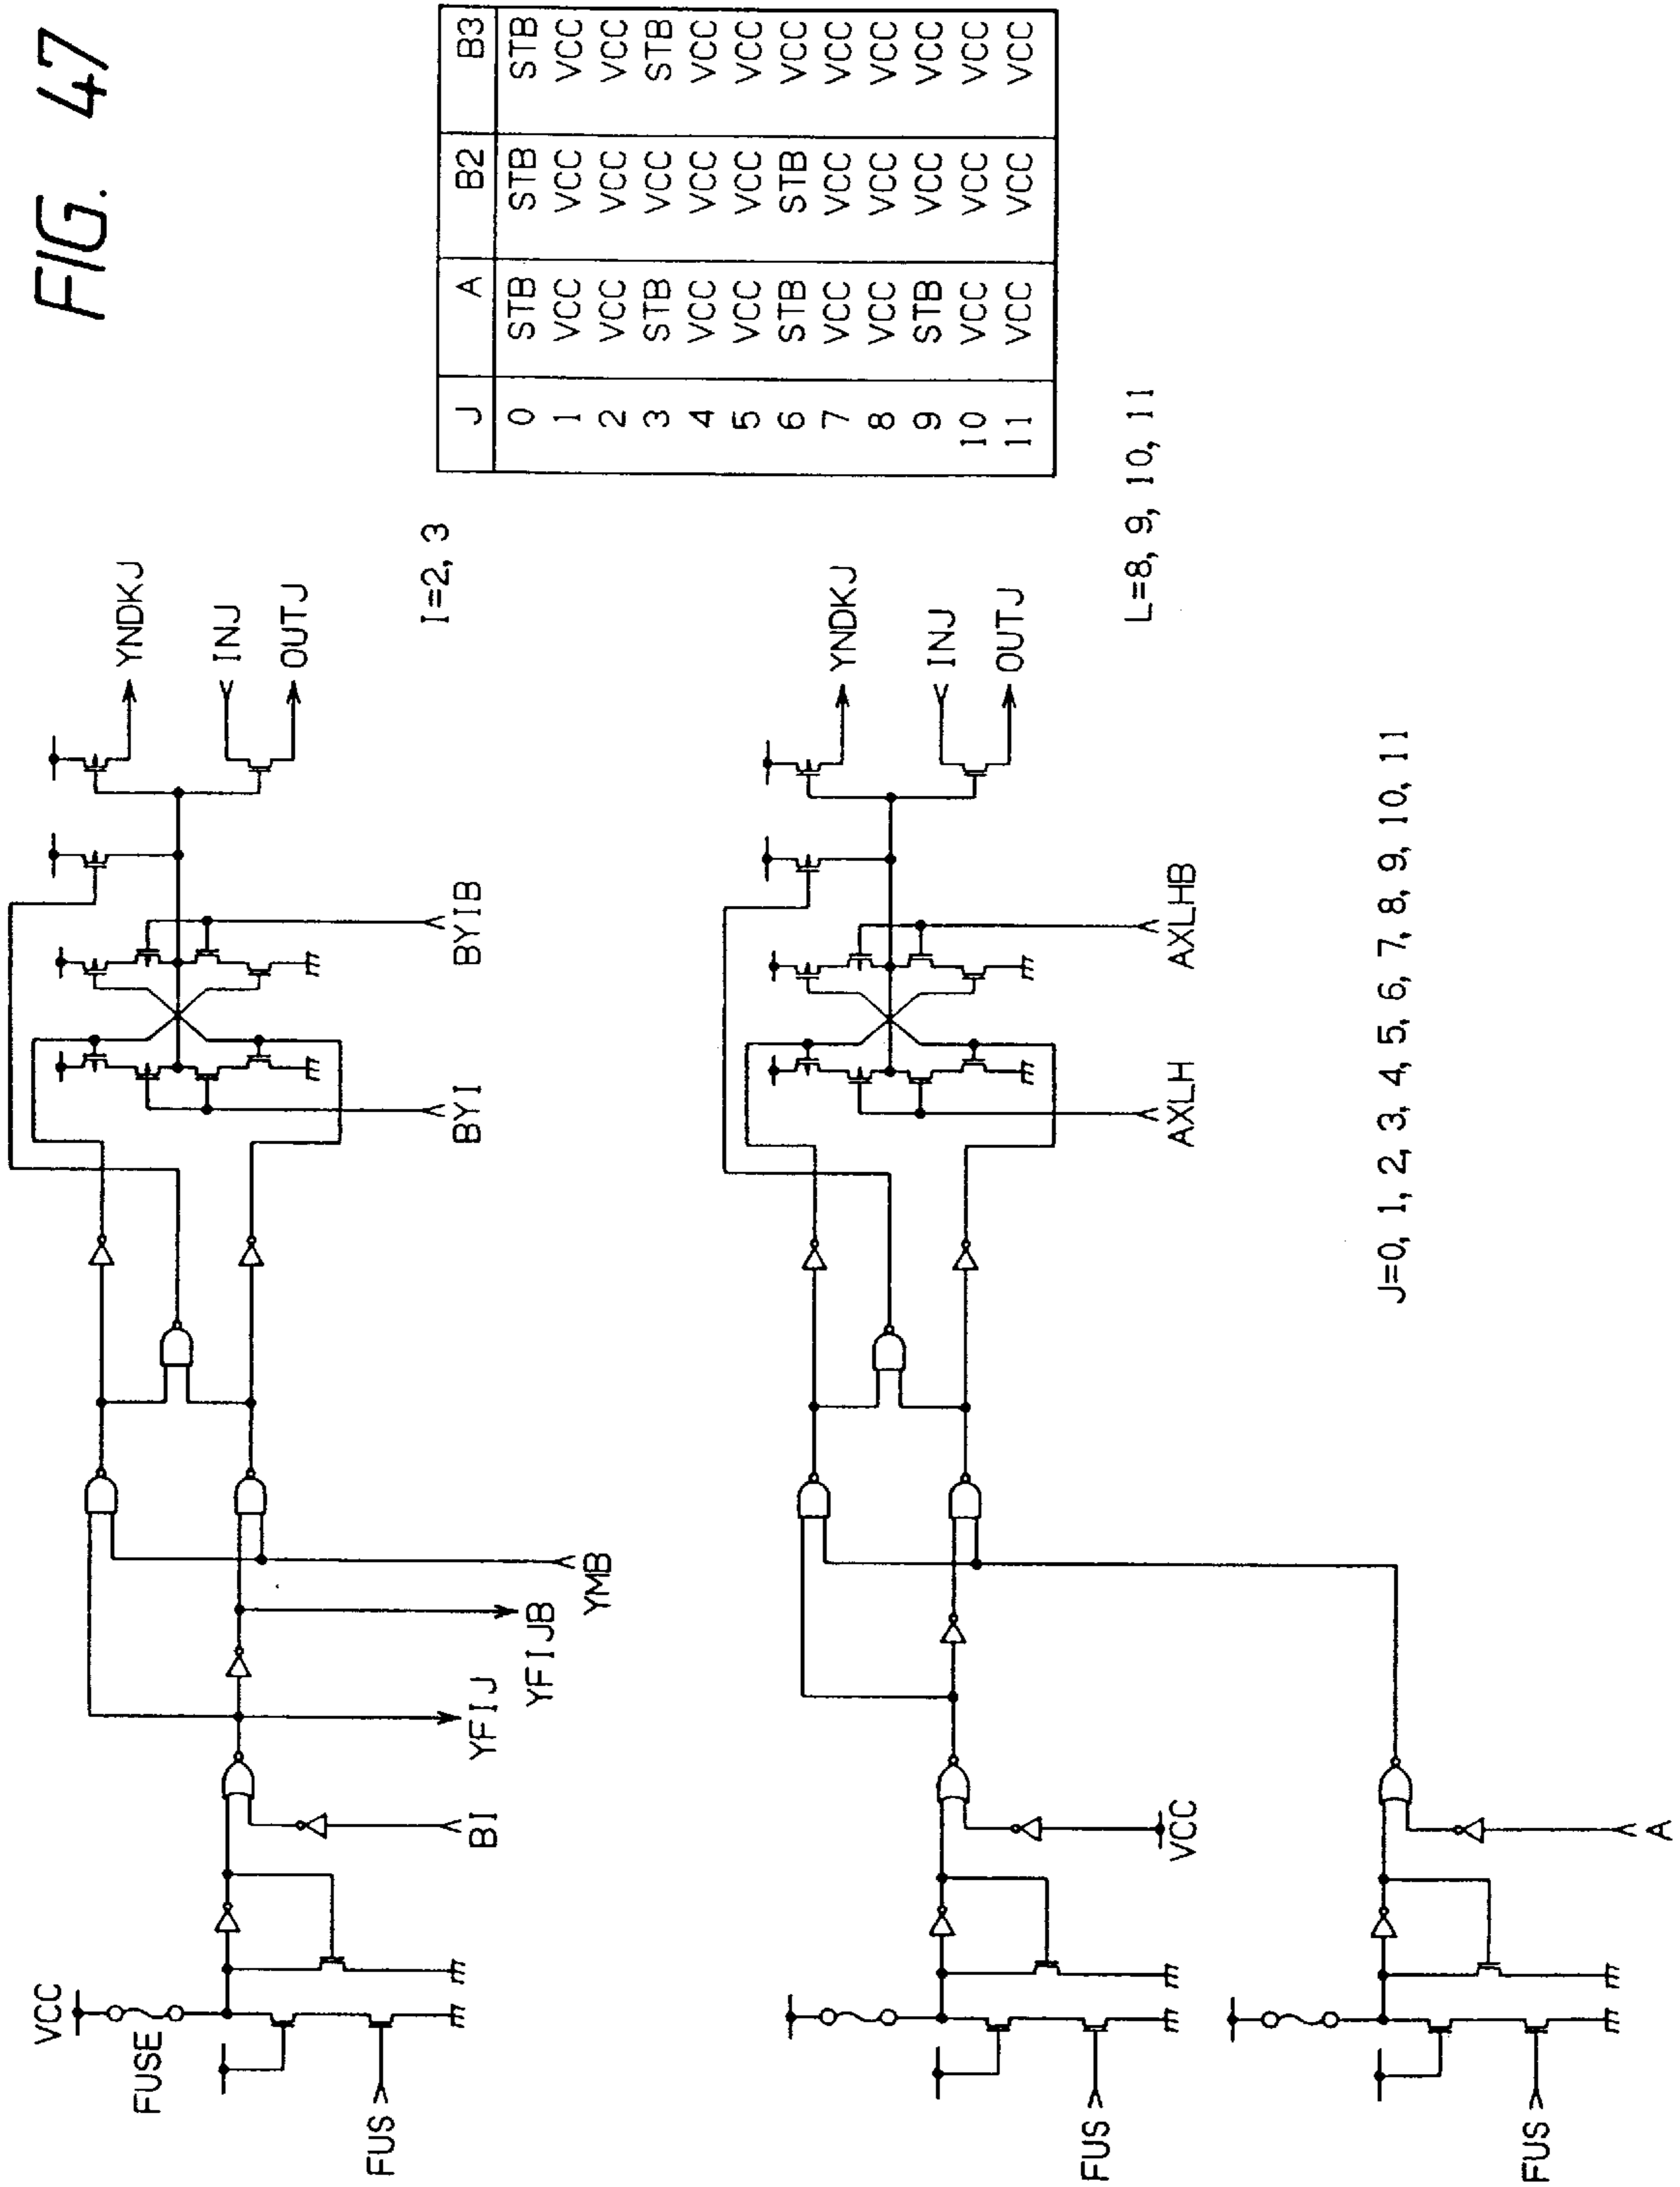 FIG. 47
VCC
FUSE
FUS
BI
YFIJ
YFIJB
YMB
BYI
BYIB
YNDKJ
INJ
OUTJ
I=2, 3
J A B2 B3
0 STB STB STB
1 VCC VCC VCC
2 VCC VCC VCC
3 STB VCC STB
4 VCC VCC VCC
5 VCC VCC VCC
6 STB STB VCC
7 VCC VCC VCC
8 VCC VCC VCC
9 STB VCC VCC
10 VCC VCC VCC
11 VCC VCC VCC
FUS
VCC
AXLH
AXLHB
YNDKJ
INJ
OUTJ
L=8, 9, 10, 11
FUS
A
J=0, 1, 2, 3, 4, 5, 6, 7, 8, 9, 10, 11